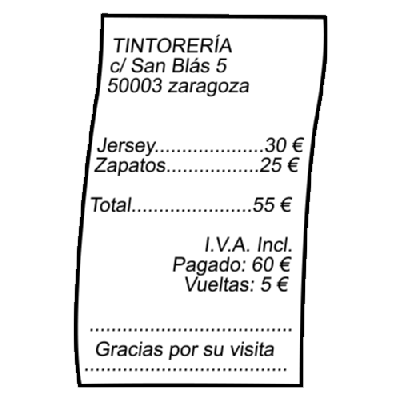 TINTORERÍA
c/ San Blás 5
50003 zaragoza
Jersey.....................30 €
Zapatos..................25 €
Total.......................55 €
I.V.A. Incl.
Pagado: 60 €
Vueltas: 5 €
.......................................
Gracias por su visita
.......................................